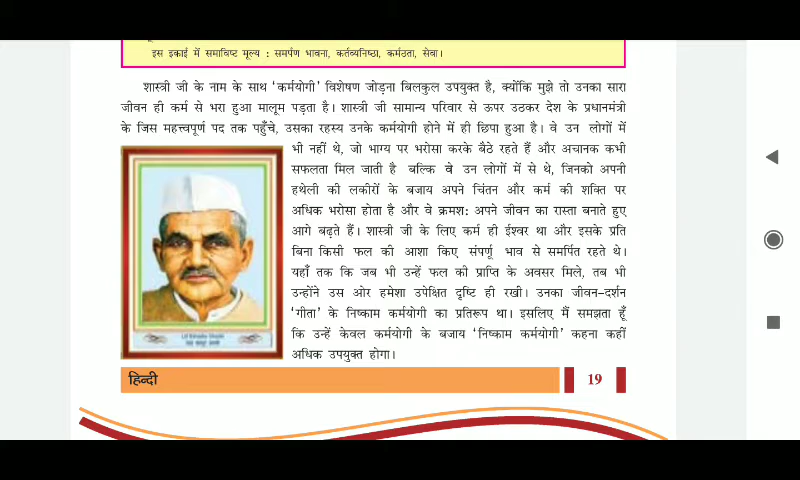 इस इकाई में समाविष्ट मूल्य : समर्पण भावना, कर्तव्यनिष्ठा, कर्मठता, सेवा।
शास्त्री जी के नाम के साथ ‘कर्मयोगी’ विशेषण जोड़ना बिलकुल उपयुक्त है, क्योंकि मुझे तो उनका सारा
जीवन ही कर्म से भरा हुआ मालूम पड़ता है। शास्त्री जी सामान्य परिवार से ऊपर उठकर देश के प्रधानमंत्री
के जिस महत्त्वपूर्ण पद तक पहुँचे, उसका रहस्य उनके कर्मयोगी होने में ही छिपा हुआ है। वे उन लोगों में
भी नहीं थे, जो भाग्य पर भरोसा करके बैठे रहते हैं और अचानक कभी
सफलता मिल जाती है बल्कि वे उन लोगों में से थे, जिनको अपनी
हथेली की लकीरों के बजाय अपने चिंतन और कर्म की शक्ति पर
अधिक भरोसा होता है और वे क्रमश: अपने जीवन का रास्ता बनाते हुए
आगे बढ़ते हैं। शास्त्री जी के लिए कर्म ही ईश्वर था और इसके प्रति
बिना किसी फल की आशा किए संपूर्ण भाव से समर्पित रहते थे।
यहाँ तक कि जब भी उन्हें फल की प्राप्ति के अवसर मिले, तब भी
उन्होंने उस ओर हमेशा उपेक्षित दृष्टि ही रखी। उनका जीवन-दर्शन
‘गीता’ के निष्काम कर्मयोगी का प्रतिरूप था। इसलिए मैं समझता हूँ
कि उन्हें केवल कर्मयोगी के बजाय ‘निष्काम कर्मयोगी’ कहना कहीं
अधिक उपयुक्त होगा।
हिन्दी
19